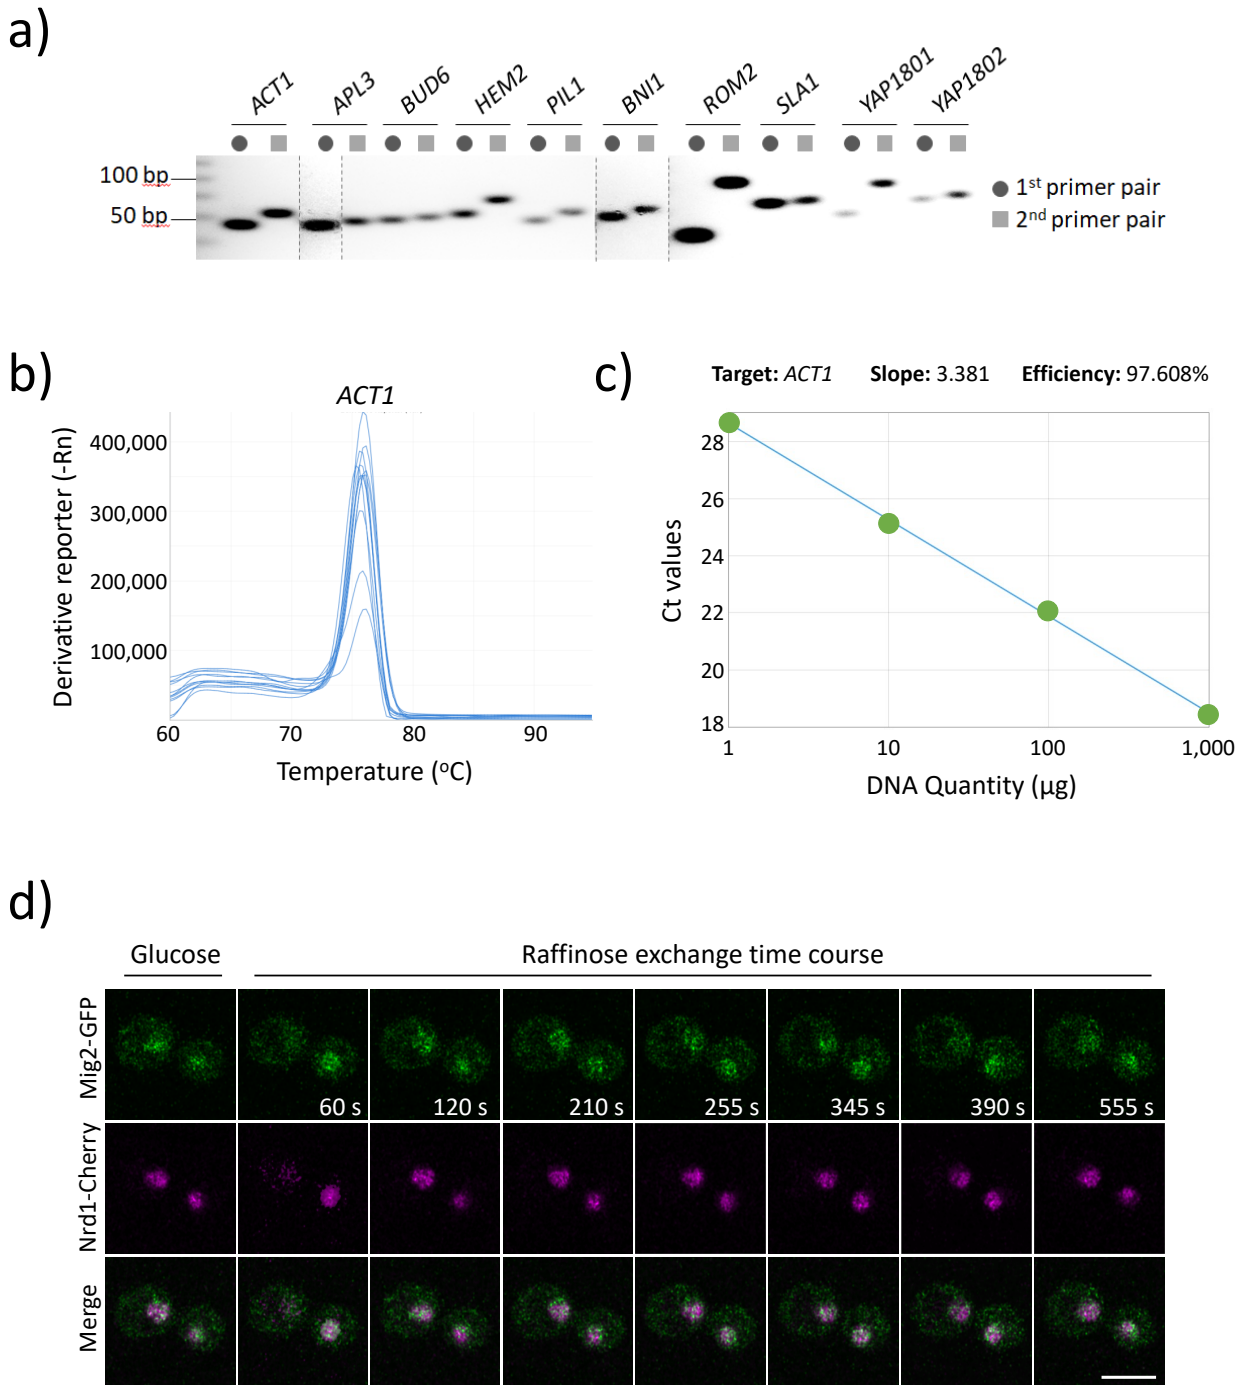 a)
ACT1 APL3 BUD6 HEM2 PIL1 BNI1 ROM2 SLA1 YAP1801 YAP1802
100 bp
50 bp
1st primer pair
2nd primer pair
b)
ACT1
Derivative reporter (-Rn)
400,000
300,000
200,000
100,000
60 70 80 90
Temperature (oC)
c)
Target: ACT1 Slope: 3.381 Efficiency: 97.608%
Ct values
28
26
24
22
20
18
1 10 100 1,000
DNA Quantity (µg)
d)
Glucose Raffinose exchange time course
Mig2-GFP
60 s 120 s 210 s 255 s 345 s 390 s 555 s
Nrd1-Cherry
Merge